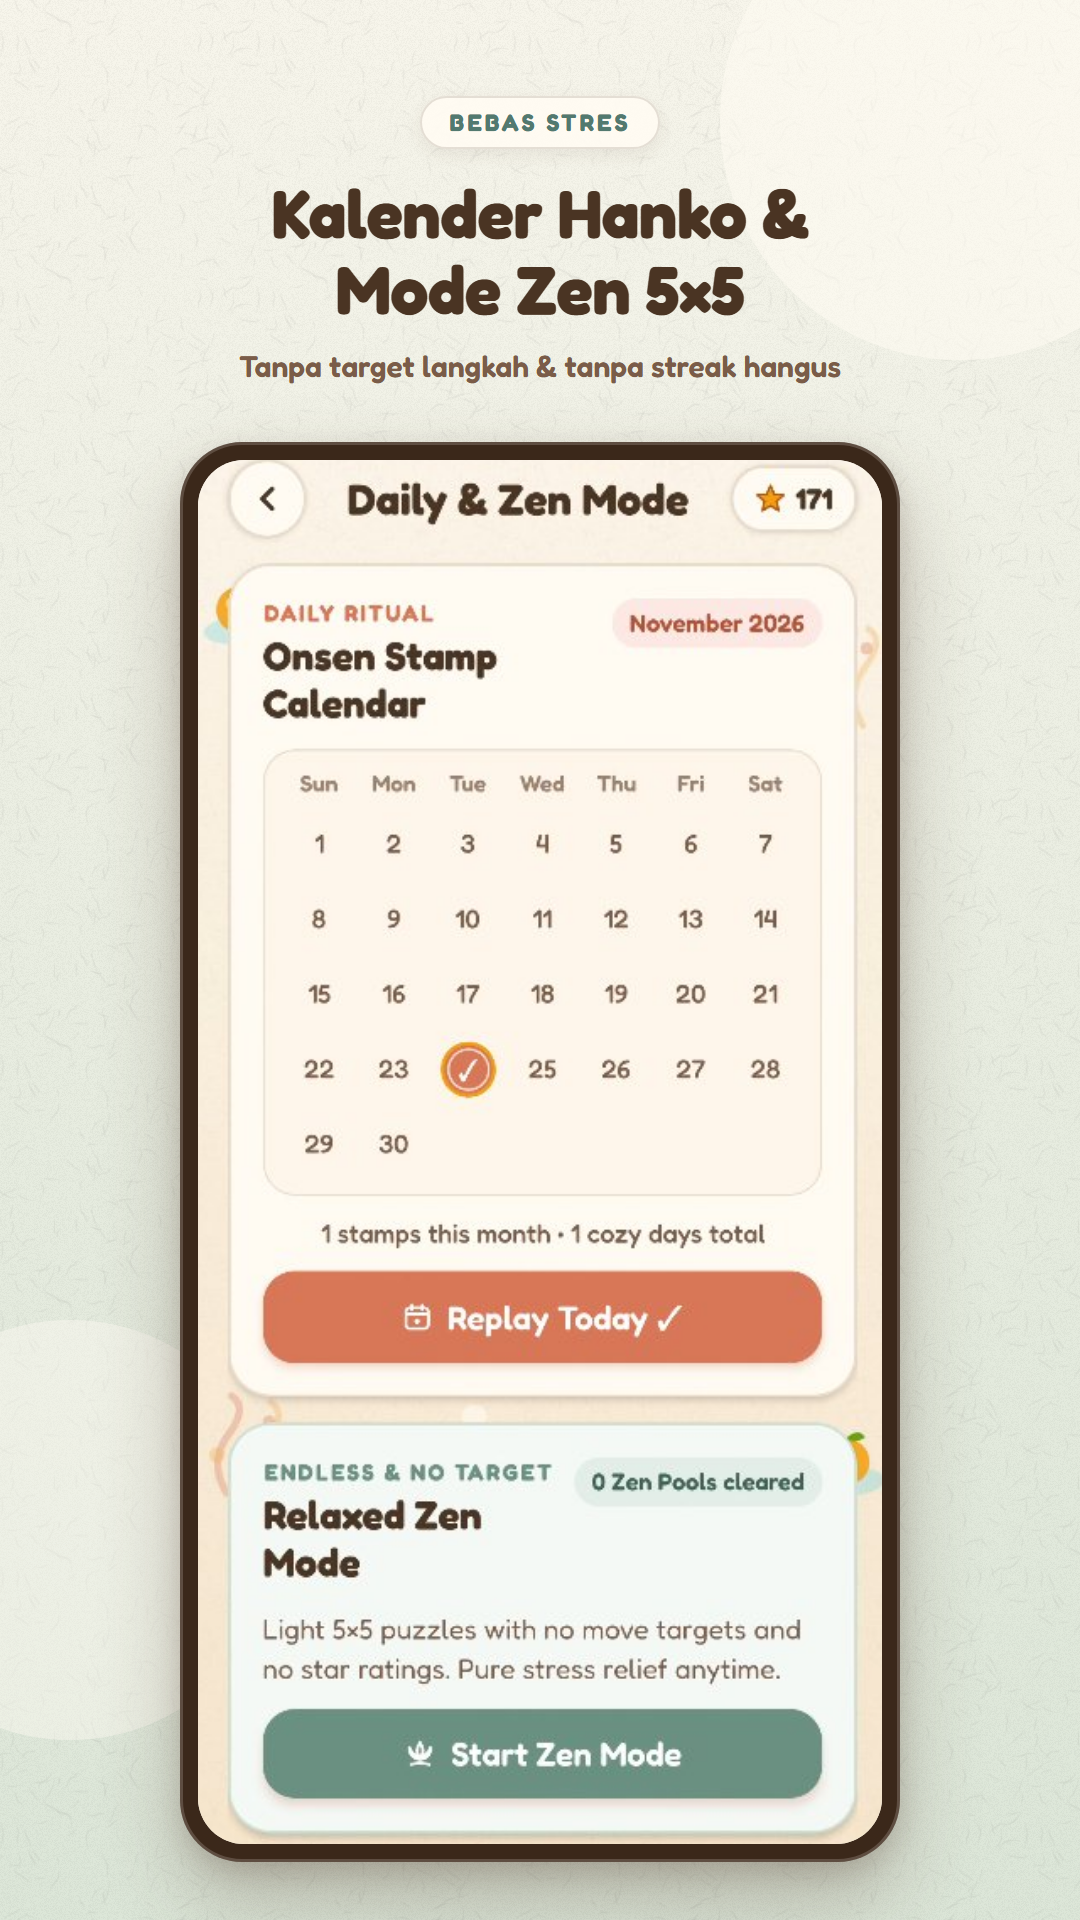 BEBAS STRES
Kalender Hanko &
Mode Zen 5x5
Tanpa target langkah & tanpa streak hangus
Daily & Zen Mode
171
DAILY RITUAL
November 2026
Onsen Stamp
Calendar
Sun Mon Tue Wed Thu Fri Sat
1 2 3 4 5 6 7
8 9 10 11 12 13 14
15 16 17 18 19 20 21
22 23 ✓ 25 26 27 28
29 30
1 stamps this month • 1 cozy days total
Replay Today ✓
ENDLESS & NO TARGET
0 Zen Pools cleared
Relaxed Zen
Mode
Light 5×5 puzzles with no move targets and
no star ratings. Pure stress relief anytime.
Start Zen Mode